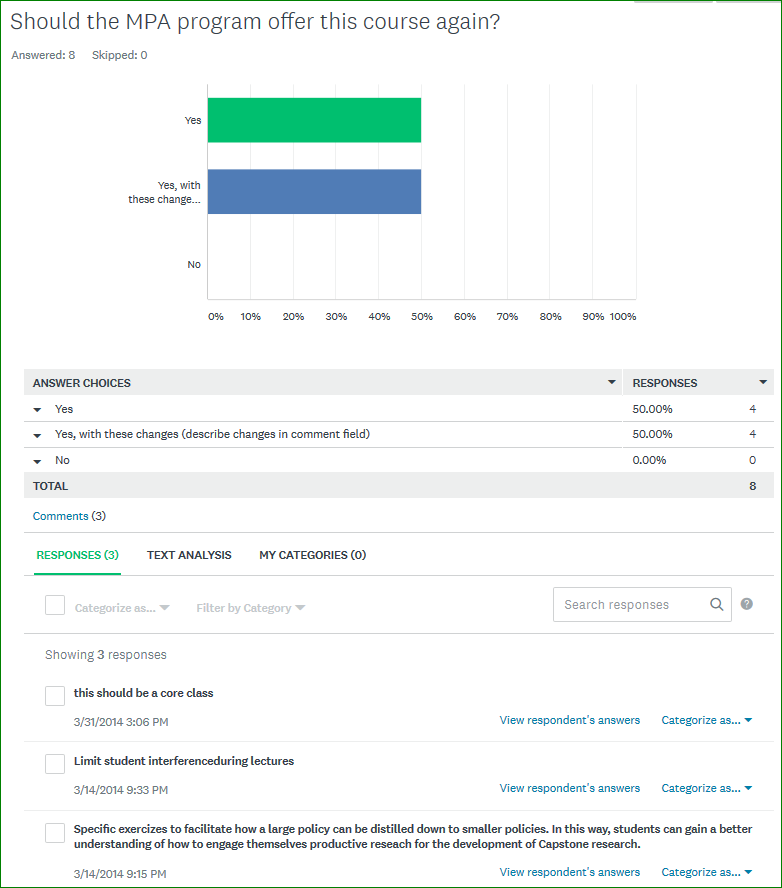 Should the MPA program offer this course again?
Answered: 8 Skipped: 0
Yes
Yes, with
these change...
No
0% 10% 20% 30% 40% 50% 60% 70% 80% 90% 100%
ANSWER CHOICES RESPONSES
Yes 50.00% 4
Yes, with these changes (describe changes in comment field) 50.00% 4
No 0.00% 0
TOTAL 8
Comments (3)
RESPONSES (3) TEXT ANALYSIS MY CATEGORIES (0)
Categorize as... Filter by Category Search responses ?
Showing 3 responses
this should be a core class
3/31/2014 3:06 PM View respondent's answers Categorize as...
Limit student interferenceduring lectures
3/14/2014 9:33 PM View respondent's answers Categorize as...
Specific exercizes to facilitate how a large policy can be distilled down to smaller policies. In this way, students can gain a better
understanding of how to engage themselves productive reseach for the development of Capstone research.
3/14/2014 9:15 PM View respondent's answers Categorize as...